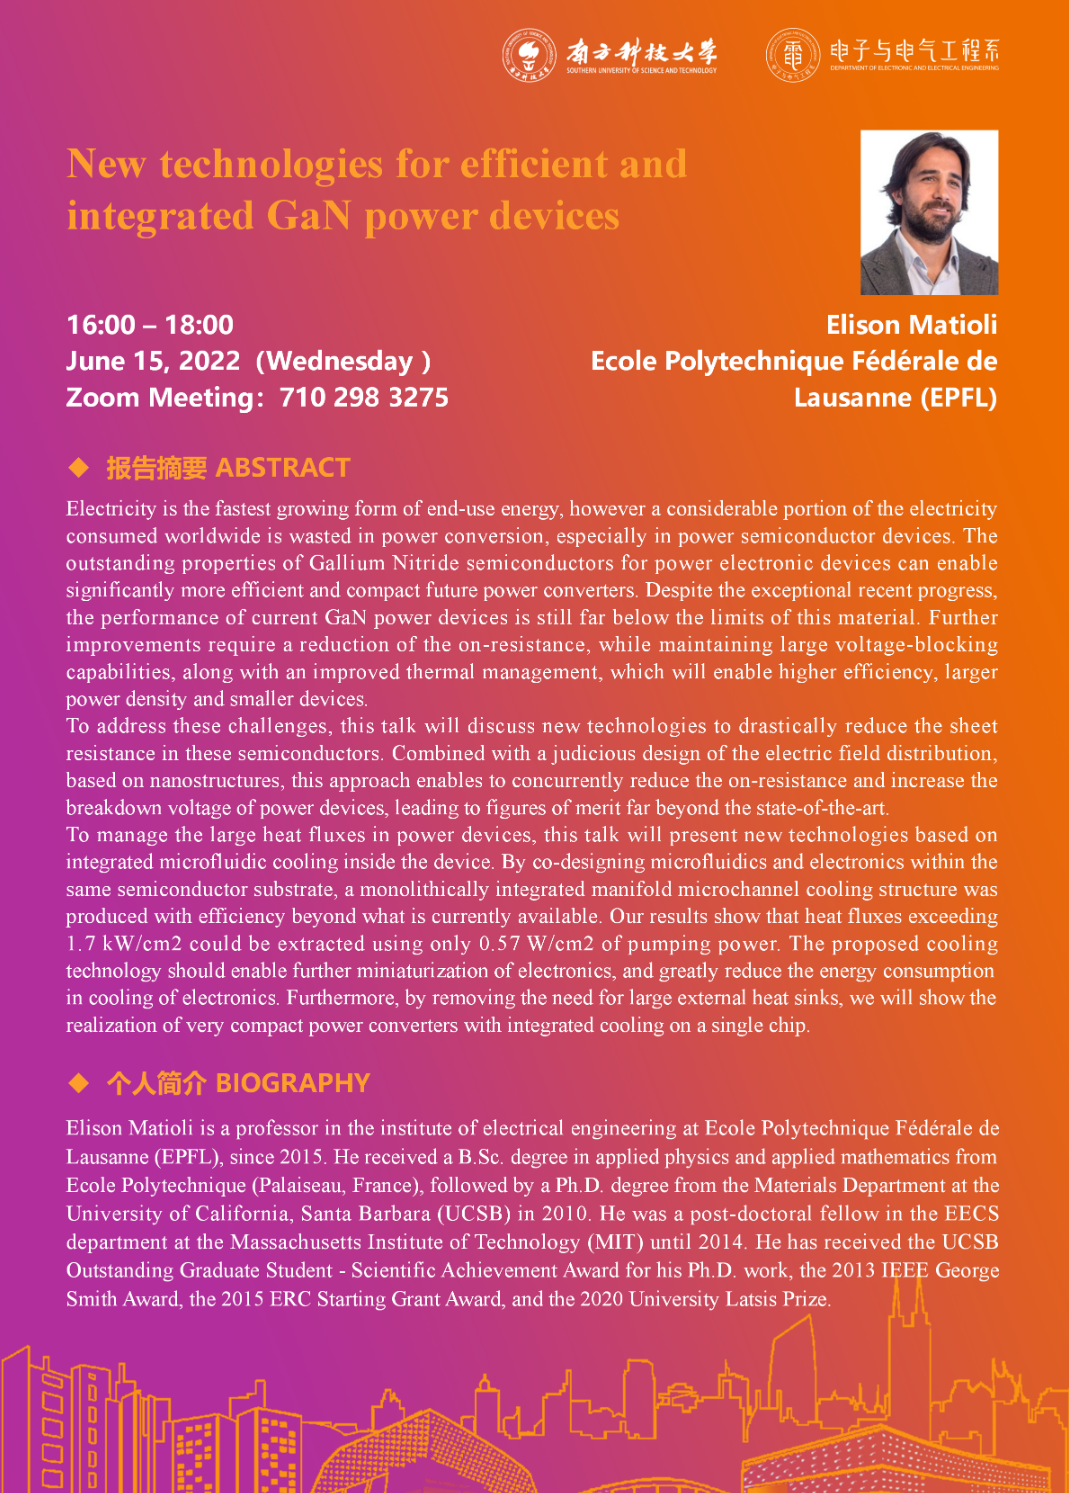 南方科技大学
SOUTHERN UNIVERSITY OF SCIENCE AND TECHNOLOGY
电子与电气工程系
DEPARTMENT OF ELECTRONIC AND ELECTRICAL ENGINEERING
New technologies for efficient and
integrated GaN power devices
16:00 – 18:00
June 15, 2022（Wednesday ）
Zoom Meeting：710 298 3275
Elison Matioli
Ecole Polytechnique Fédérale de
Lausanne (EPFL)
◆ 报告摘要 ABSTRACT
Electricity is the fastest growing form of end-use energy, however a considerable portion of the electricity
consumed worldwide is wasted in power conversion, especially in power semiconductor devices. The
outstanding properties of Gallium Nitride semiconductors for power electronic devices can enable
significantly more efficient and compact future power converters. Despite the exceptional recent progress,
the performance of current GaN power devices is still far below the limits of this material. Further
improvements require a reduction of the on-resistance, while maintaining large voltage-blocking
capabilities, along with an improved thermal management, which will enable higher efficiency, larger
power density and smaller devices.
To address these challenges, this talk will discuss new technologies to drastically reduce the sheet
resistance in these semiconductors. Combined with a judicious design of the electric field distribution,
based on nanostructures, this approach enables to concurrently reduce the on-resistance and increase the
breakdown voltage of power devices, leading to figures of merit far beyond the state-of-the-art.
To manage the large heat fluxes in power devices, this talk will present new technologies based on
integrated microfluidic cooling inside the device. By co-designing microfluidics and electronics within the
same semiconductor substrate, a monolithically integrated manifold microchannel cooling structure was
produced with efficiency beyond what is currently available. Our results show that heat fluxes exceeding
1.7 kW/cm2 could be extracted using only 0.57 W/cm2 of pumping power. The proposed cooling
technology should enable further miniaturization of electronics, and greatly reduce the energy consumption
in cooling of electronics. Furthermore, by removing the need for large external heat sinks, we will show the
realization of very compact power converters with integrated cooling on a single chip.
◆ 个人简介 BIOGRAPHY
Elison Matioli is a professor in the institute of electrical engineering at Ecole Polytechnique Fédérale de
Lausanne (EPFL), since 2015. He received a B.Sc. degree in applied physics and applied mathematics from
Ecole Polytechnique (Palaiseau, France), followed by a Ph.D. degree from the Materials Department at the
University of California, Santa Barbara (UCSB) in 2010. He was a post-doctoral fellow in the EECS
department at the Massachusetts Institute of Technology (MIT) until 2014. He has received the UCSB
Outstanding Graduate Student - Scientific Achievement Award for his Ph.D. work, the 2013 IEEE George
Smith Award, the 2015 ERC Starting Grant Award, and the 2020 University Latsis Prize.